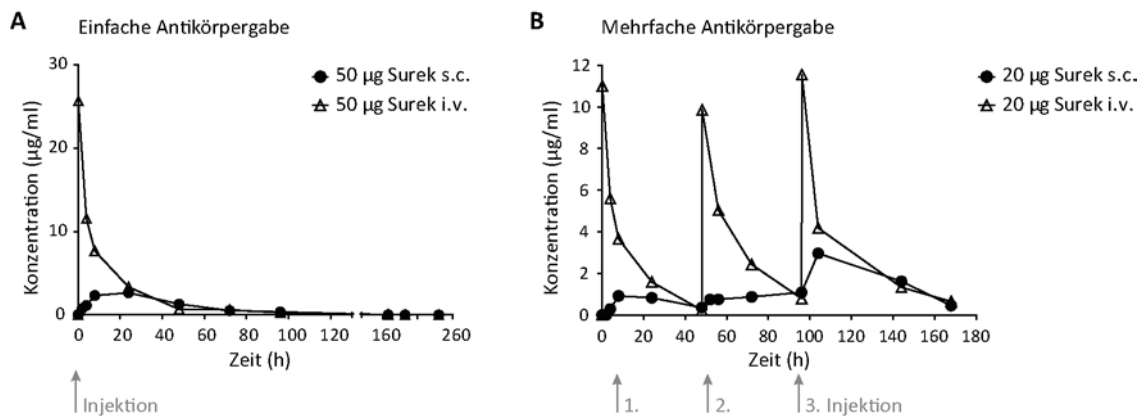 A
Einfache Antikörpergabe
30
20
10
0
Konzentration (µg/ml)
50 µg Surek s.c.
50 µg Surek i.v.
0 20 40 60 80 100 120 160 260
Zeit (h)
Injektion
B
Mehrfache Antikörpergabe
12
10
8
6
4
2
0
Konzentration (µg/ml)
20 µg Surek s.c.
20 µg Surek i.v.
0 20 40 60 80 100 120 140 160 180
Zeit (h)
1. 2. 3. Injektion